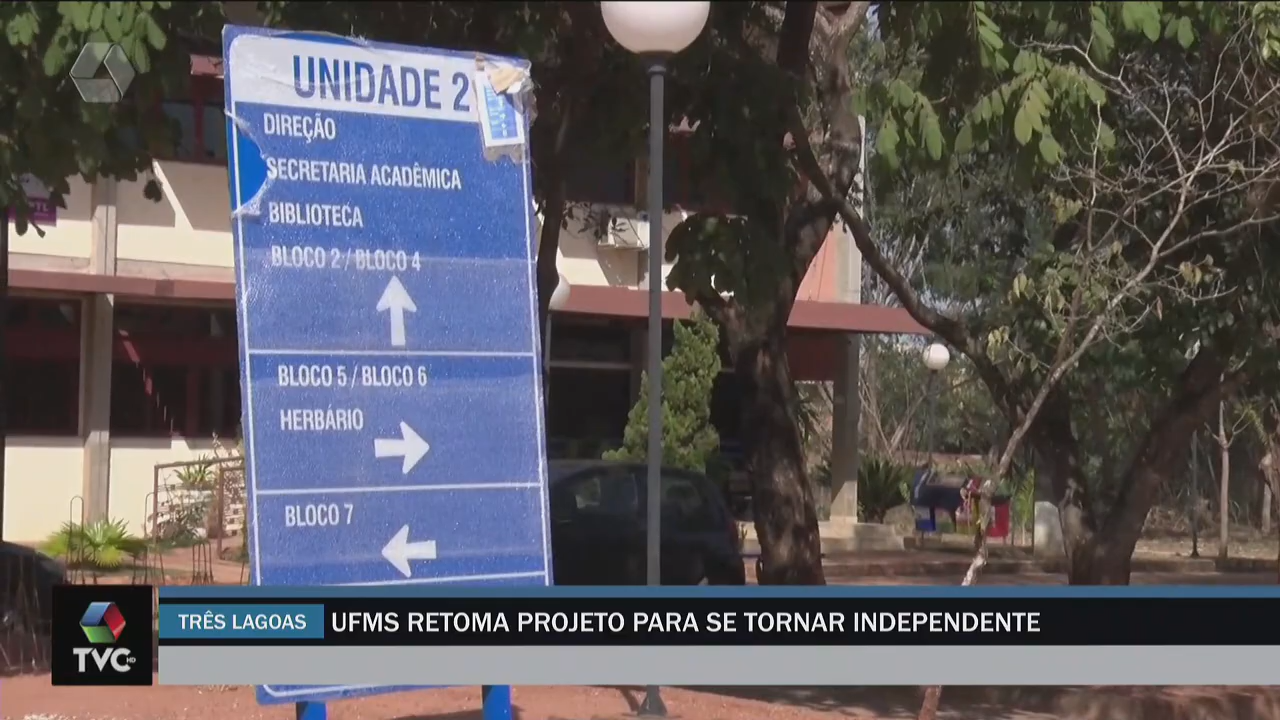 UNIDADE 2
DIREÇÃO
SECRETARIA ACADÊMICA
BIBLIOTECA
BLOCO 2 / BLOCO 4
BLOCO 5 / BLOCO 6
HERBÁRIO
BLOCO 7
TRÊS LAGOAS
UFMS RETOMA PROJETO PARA SE TORNAR INDEPENDENTE
TVC HD